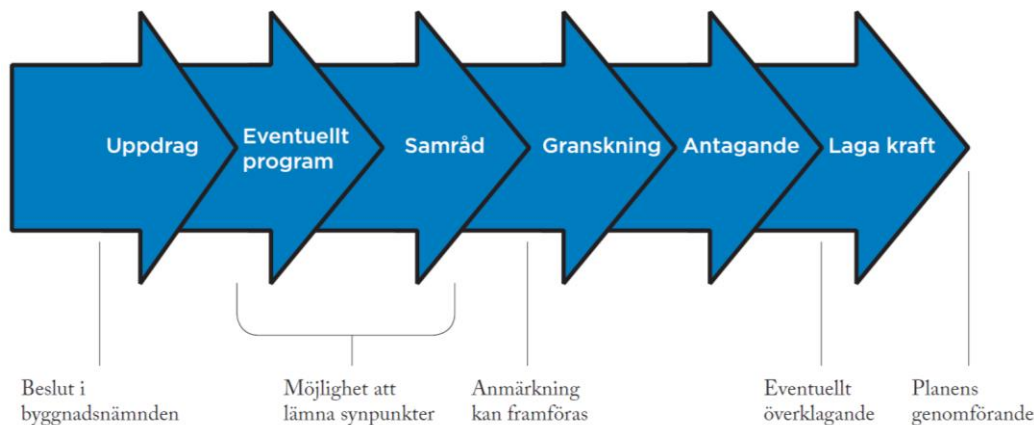 Uppdrag
Eventuellt
program
Samråd
Granskning
Antagande
Laga kraft
Beslut i
byggnadsnämnden
Möjlighet att
lämna synpunkter
Anmärkning
kan framföras
Eventuellt
överklagande
Planens
genomförande